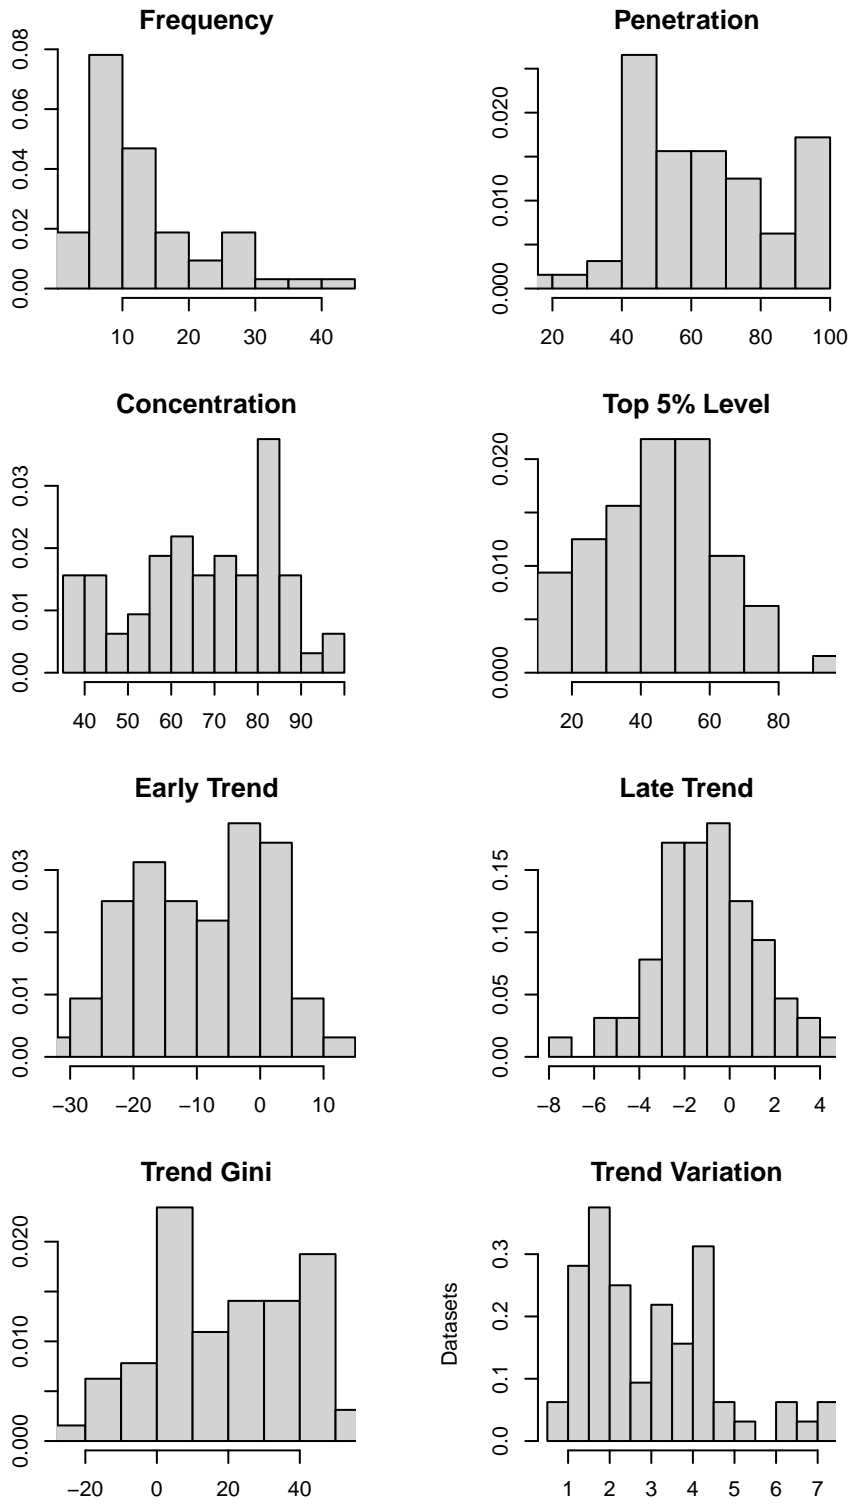 Frequency
0.00 0.02 0.04 0.06 0.08
10 20 30 40
Penetration
0.000 0.010 0.020
20 40 60 80 100
Concentration
0.00 0.01 0.02 0.03
40 50 60 70 80 90
Top 5% Level
0.000 0.010 0.020
20 40 60 80
Early Trend
0.00 0.01 0.02 0.03
−30 −20 −10 0 10
Late Trend
0.00 0.05 0.10 0.15
−8 −6 −4 −2 0 2 4
Trend Gini
0.000 0.010 0.020
−20 0 20 40
Trend Variation
Datasets
0.0 0.1 0.2 0.3
1 2 3 4 5 6 7